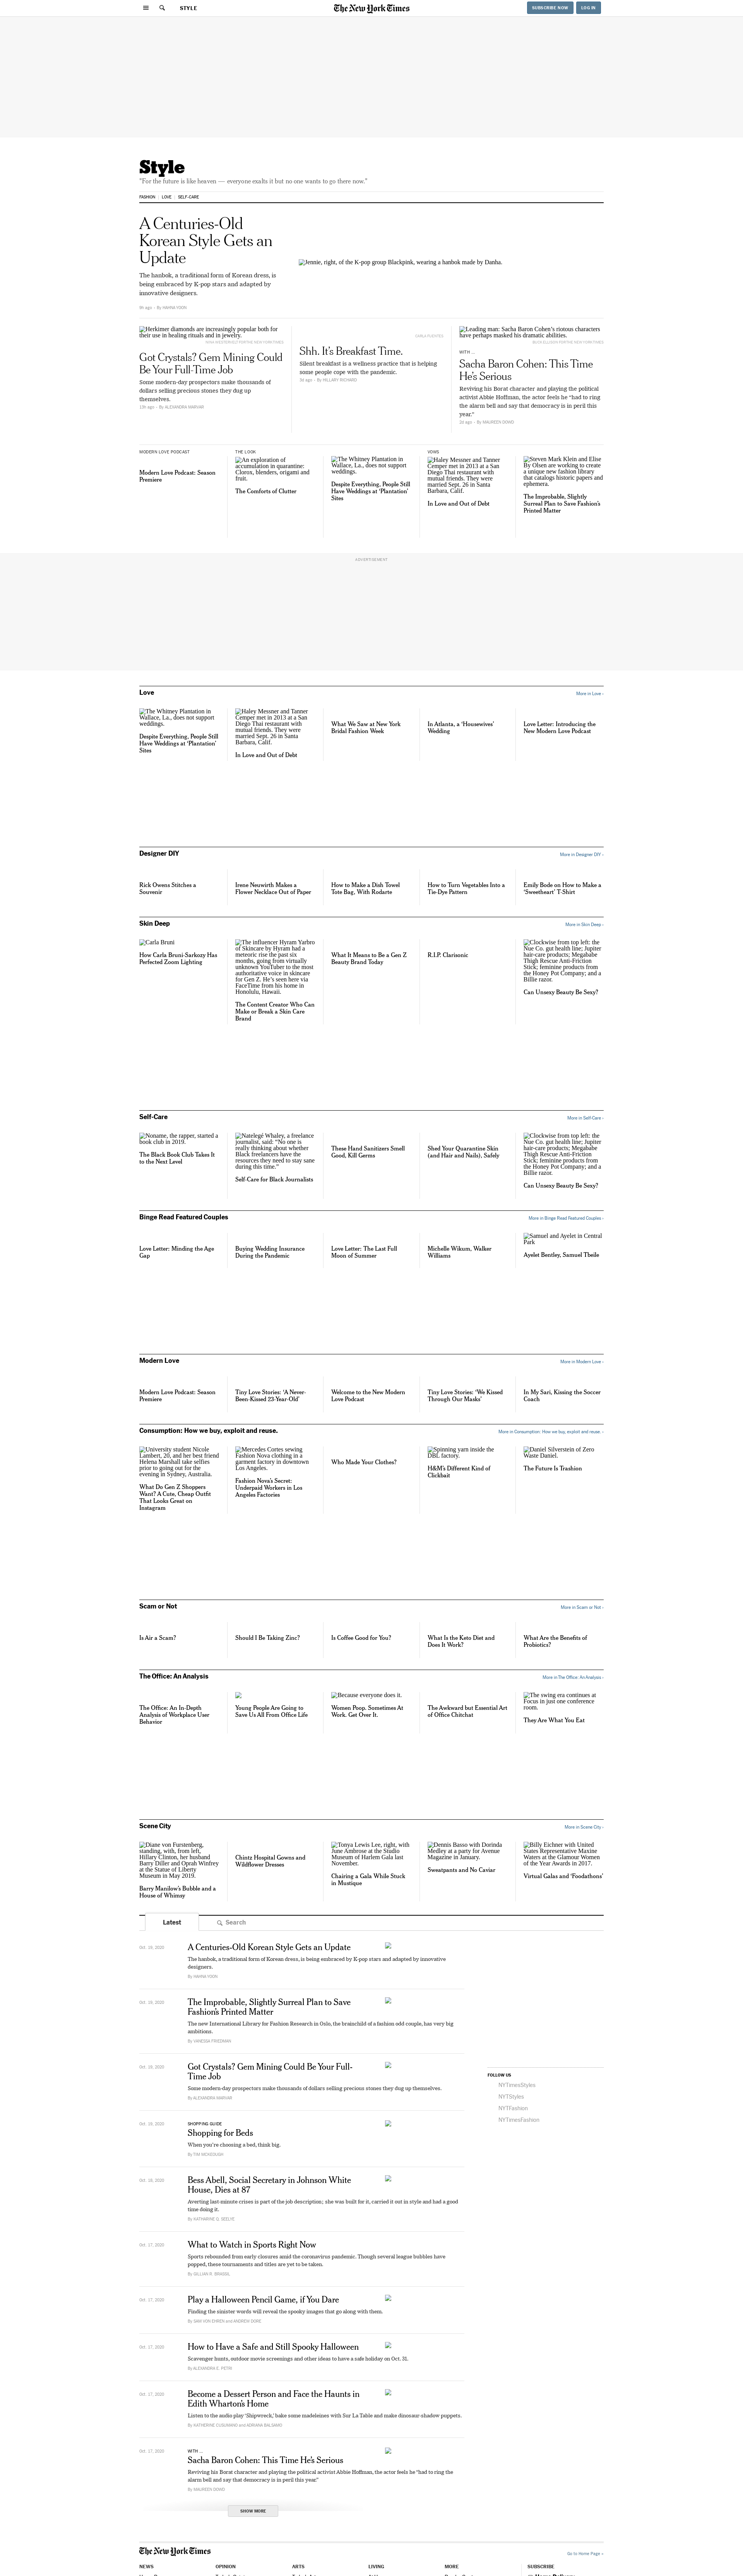 STYLE
The New York Times
SUBSCRIBE NOW
LOG IN
Style
"For the future is like heaven — everyone exalts it but no one wants to go there now."
FASHION
LOVE
SELF-CARE
A Centuries-Old
Korean Style Gets an
Update
The hanbok, a traditional form of Korean dress, is
being embraced by K-pop stars and adapted by
innovative designers.
By HAHNA YOON
Jennie, right, of the K-pop group Blackpink, wearing a hanbok made by Danha.
Herkimer diamonds are increasingly popular both for
their use in healing rituals and in jewelry.
Got Crystals? Gem Mining Could
Be Your Full-Time Job
Some modern-day prospectors make thousands of
dollars selling precious stones they dug up
themselves.
13h ago · By ALEXANDRA MARVAR
CARLA FUENTES
Shh. It's Breakfast Time.
Silent breakfast is a wellness practice that is helping
some people cope with the pandemic.
By HILLARY RICHARD
Leading man: Sacha Baron Cohen's riotous characters
have perhaps masked his dramatic abilities.
WITH ...
Sacha Baron Cohen: This Time
He's Serious
Reviving his Borat character and playing the political
activist Abbie Hoffman, the actor feels he "had to ring
the alarm bell and say that democracy is in peril this
year."
2d ago · By MAUREEN DOWD
MODERN LOVE PODCAST
Modern Love Podcast: Season
Premiere
THE LOOK
An exploration of
accumulation in quarantine:
Clorox, blenders, origami and
fruit.
The Comforts of Clutter
The Whitney Plantation in
Wallace, La., does not support
weddings.
Despite Everything, People Still
Have Weddings at 'Plantation'
Sites
VOWS
Haley Messner and Tanner
Cemper met in 2013 at a San
Diego Thai restaurant with
mutual friends. They were
married Sept. 26 in Santa
Barbara, Calif.
In Love and Out of Debt
Steven Mark Klein and Elise
By Olsen are working to create
a unique new fashion library
that catalogs historic papers and
ephemera.
The Improbable, Slightly
Surreal Plan to Save Fashion's
Printed Matter
ADVERTISEMENT
Love
More in Love ›
The Whitney Plantation in
Wallace, La., does not support
weddings.
Despite Everything, People Still
Have Weddings at 'Plantation'
Sites
Haley Messner and Tanner
Cemper met in 2013 at a San
Diego Thai restaurant with
mutual friends. They were
married Sept. 26 in Santa
Barbara, Calif.
In Love and Out of Debt
What We Saw at New York
Bridal Fashion Week
In Atlanta, a 'Housewives'
Wedding
Love Letter: Introducing the
New Modern Love Podcast
Designer DIY
More in Designer DIY ›
Rick Owens Stitches a
Souvenir
Irene Neuwirth Makes a
Flower Necklace Out of Paper
How to Make a Dish Towel
Tote Bag, With Rodarte
How to Turn Vegetables Into a
Tie-Dye Pattern
Emily Bode on How to Make a
'Sweetheart' T-Shirt
Skin Deep
More in Skin Deep ›
Carla Bruni
How Carla Bruni-Sarkozy Has
Perfected Zoom Lighting
The influencer Hyram Yarbro
of Skincare by Hyram had a
meteoric rise the past six
months, going from virtually
unknown YouTuber to the most
authoritative voice in skincare
for Gen Z. He's seen here via
FaceTime from his home in
Honolulu, Hawaii.
The Content Creator Who Can
Make or Break a Skin Care
Brand
What It Means to Be a Gen Z
Beauty Brand Today
R.I.P. Clarisonic
Clockwise from top left: the
Nue Co. gut health line; Jupiter
hair-care products; Megababe
Thigh Rescue Anti-Friction
Stick; feminine products from
the Honey Pot Company; and a
Billie razor.
Can Unsexy Beauty Be Sexy?
Self-Care
More in Self-Care ›
Noname, the rapper, started a
book club in 2019.
The Black Book Club Takes It
to the Next Level
Natelegé Whaley, a freelance
journalist, said: "No one is
really thinking about whether
Black freelancers have the
resources they need to stay sane
during this time."
Self-Care for Black Journalists
These Hand Sanitizers Smell
Good, Kill Germs
Shed Your Quarantine Skin
(and Hair and Nails), Safely
Clockwise from top left: the
Nue Co. gut health line; Jupiter
hair-care products; Megababe
Thigh Rescue Anti-Friction
Stick; feminine products from
the Honey Pot Company; and a
Billie razor.
Can Unsexy Beauty Be Sexy?
Binge Read Featured Couples
More in Binge Read Featured Couples ›
Love Letter: Minding the Age
Gap
Buying Wedding Insurance
During the Pandemic
Love Letter: The Last Full
Moon of Summer
Michelle Wikum, Walker
Williams
Samuel and Ayelet in Central
Park
Ayelet Bentley, Samuel Theile
Modern Love
More in Modern Love ›
Modern Love Podcast: Season
Premiere
Tiny Love Stories: 'A Never-
Been-Kissed 23-Year-Old'
Welcome to the New Modern
Love Podcast
Tiny Love Stories: 'We Kissed
Through Our Masks'
In My Sari, Kissing the Soccer
Coach
Consumption: How we buy, exploit and reuse.
More in Consumption: How we buy, exploit and reuse. ›
University student Nicole
Lambert, 20, and her best friend
Helena Marshall take selfies
prior to going out for the
evening in Sydney, Australia.
What Do Gen Z Shoppers
Want? A Cute, Cheap Outfit
That Looks Great on
Instagram
Mercedes Cortes sewing
Fashion Nova clothing in a
garment factory in downtown
Los Angeles.
Fashion Nova's Secret:
Underpaid Workers in Los
Angeles Factories
Who Made Your Clothes?
Spinning yarn inside the
DBL factory.
H&M's Different Kind of
Clickbait
Daniel Silverstein of Zero
Waste Daniel.
The Future Is Trashion
Scam or Not
More in Scam or Not ›
Is Air a Scam?
Should I Be Taking Zinc?
Is Coffee Good for You?
What Is the Keto Diet and
Does It Work?
What Are the Benefits of
Probiotics?
The Office: An Analysis
More in The Office: An Analysis ›
The Office: An In-Depth
Analysis of Workplace User
Behavior
Young People Are Going to
Save Us All From Office Life
Because everyone does it.
Women Poop. Sometimes At
Work. Get Over It.
The Awkward but Essential Art
of Office Chitchat
The swing era continues at
Focus in just one conference
room.
They Are What You Eat
Scene City
More in Scene City ›
Diane von Furstenberg,
standing, with, from left,
Hillary Clinton, her husband
Barry Diller and Oprah Winfrey
at the Statue of Liberty
Museum in May 2019.
Barry Manilow's Bubble and a
House of Whimsy
Chintz Hospital Gowns and
Wildflower Dresses
Tonya Lewis Lee, right, with
June Ambrose at the Studio
Museum of Harlem Gala last
November.
Chairing a Gala While Stuck
in Mustique
Dennis Basso with Dorinda
Medley at a party for Avenue
Magazine in January.
Sweatpants and No Caviar
Billy Eichner with United
States Representative Maxine
Waters at the Glamour Women
of the Year Awards in 2017.
Virtual Galas and 'Foodathons'
Latest
Search
A Centuries-Old Korean Style Gets an Update
The hanbok, a traditional form of Korean dress, is being embraced by K-pop stars and adapted by innovative
designers.
By HAHNA YOON
The Improbable, Slightly Surreal Plan to Save
Fashion's Printed Matter
The new International Library for Fashion Research in Oslo, the brainchild of a fashion odd couple, has very big
ambitions.
By VANESSA FRIEDMAN
Got Crystals? Gem Mining Could Be Your Full-
Time Job
Some modern-day prospectors make thousands of dollars selling precious stones they dug up themselves.
By ALEXANDRA MARVAR
SHOPPING GUIDE
Shopping for Beds
When you're choosing a bed, think big.
By TIM MCKEOUGH
Bess Abell, Social Secretary in Johnson White
House, Dies at 87
Averting last-minute crises is part of the job description; she was built for it, carried it out in style and had a good
time doing it.
By KATHARINE Q. SEELYE
Oct. 17, 2020
What to Watch in Sports Right Now
Sports rebounded from early closures amid the coronavirus pandemic. Though several league bubbles have
popped, these tournaments and titles are yet to be taken.
By GILLIAN R. BRASSIL
Oct. 17, 2020
Play a Halloween Pencil Game, if You Dare
Finding the sinister words will reveal the spooky images that go along with them.
By SAM VON EHREN and ANDREW SORE
Oct. 17, 2020
How to Have a Safe and Still Spooky Halloween
Scavenger hunts, outdoor movie screenings and other ideas to have a safe holiday on Oct. 31.
By ALEXANDRA E. PETRI
Oct. 17, 2020
Become a Dessert Person and Face the Haunts in
Edith Wharton's Home
Listen to the audio play 'Shipwreck,' bake some madeleines with Sur La Table and make dinosaur shadow puppets.
By KATHERINE CUSUMANO and ADRIANA BALSAMO
Oct. 17, 2020
WITH ...
Sacha Baron Cohen: This Time He's Serious
Reviving his Borat character and playing the political activist Abbie Hoffman, the actor feels he "had to ring the
alarm bell and say that democracy is in peril this year."
By MAUREEN DOWD
SHOW MORE
FOLLOW US
NYTimesStyles
NYTStyles
NYTFashion
NYTimesFashion
The New York Times
Go to Home Page »
NEWS
OPINION
ARTS
LIVING
MORE
SUBSCRIBE